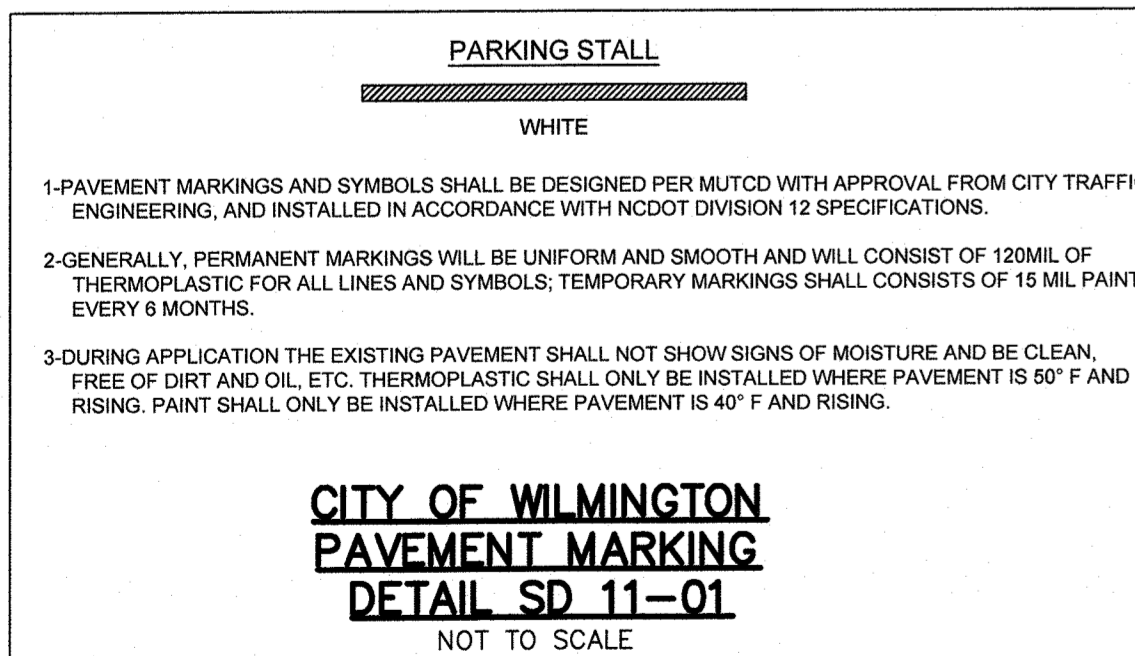 PARKING STALL
WHITE
1-PAVEMENT MARKINGS AND SYMBOLS SHALL BE DESIGNED PER MUTCD WITH APPROVAL FROM CITY TRAFFIC
ENGINEERING, AND INSTALLED IN ACCORDANCE WITH NCDOT DIVISION 12 SPECIFICATIONS.
2-GENERALLY, PERMANENT MARKINGS WILL BE UNIFORM AND SMOOTH AND WILL CONSIST OF 120MIL OF
THERMOPLASTIC FOR ALL LINES AND SYMBOLS; TEMPORARY MARKINGS SHALL CONSISTS OF 15 MIL PAINT
EVERY 6 MONTHS.
3-DURING APPLICATION THE EXISTING PAVEMENT SHALL NOT SHOW SIGNS OF MOISTURE AND BE CLEAN,
FREE OF DIRT AND OIL, ETC. THERMOPLASTIC SHALL ONLY BE INSTALLED WHERE PAVEMENT IS 50° F AND
RISING. PAINT SHALL ONLY BE INSTALLED WHERE PAVEMENT IS 40° F AND RISING.
CITY OF WILMINGTON
PAVEMENT MARKING
DETAIL SD 11-01
NOT TO SCALE